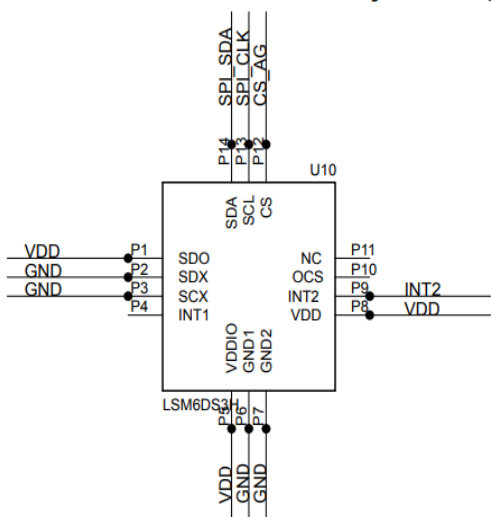 SPI_SDA
SPI_CLK
CS_AG
P14
P13
P12
U10
SDA
SCL
CS
VDD
P1
SDO
NC
P11
GND
P2
SDX
OCS
P10
GND
P3
SCX
INT2
P9
INT2
P4
INT1
VDD
P8
VDD
VDDIO
GND1
GND2
LSM6DS3H
P5
P6
P7
VDD
GND
GND